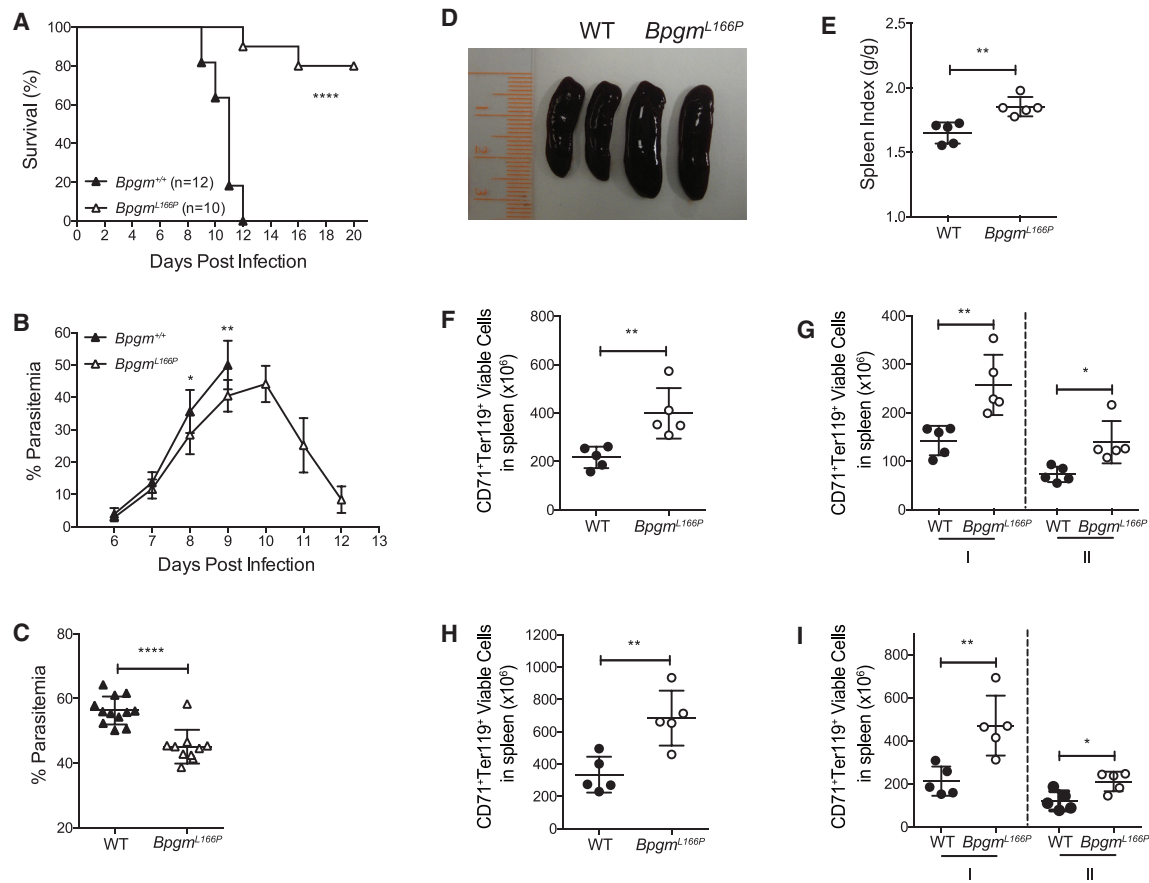 A
100
80
60
40
20
0
Survival (%)
****
Bpgm+/+ (n=12)
BpgmL166P (n=10)
0 2 4 6 8 10 12 14 16 18 20
Days Post Infection
B
60
50
40
30
20
10
0
% Parasitemia
Bpgm+/+
BpgmL166P
*
**
6 7 8 9 10 11 12 13
Days Post Infection
C
80
60
40
20
% Parasitemia
****
WT BpgmL166P
D
WT BpgmL166P
E
2.5
2.0
1.5
1.0
Spleen Index (g/g)
**
WT BpgmL166P
F
800
600
400
200
0
CD71+Ter119+ Viable Cells
in spleen (x10⁶)
**
WT BpgmL166P
G
400
300
200
100
0
CD71+Ter119+ Viable Cells
in spleen (x10⁶)
**
*
WT BpgmL166P WT BpgmL166P
I II
H
1200
1000
800
600
400
200
0
CD71+Ter119+ Viable Cells
in spleen (x10⁶)
**
WT BpgmL166P
I
800
600
400
200
0
CD71+Ter119+ Viable Cells
in spleen (x10⁶)
**
*
WT BpgmL166P WT BpgmL166P
I II